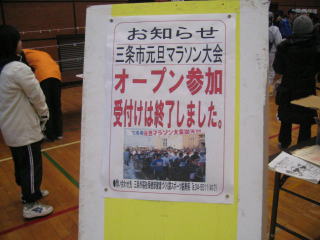 お知らせ
三条市元旦マラソン大会
オープン参加
受付けは終了しました。